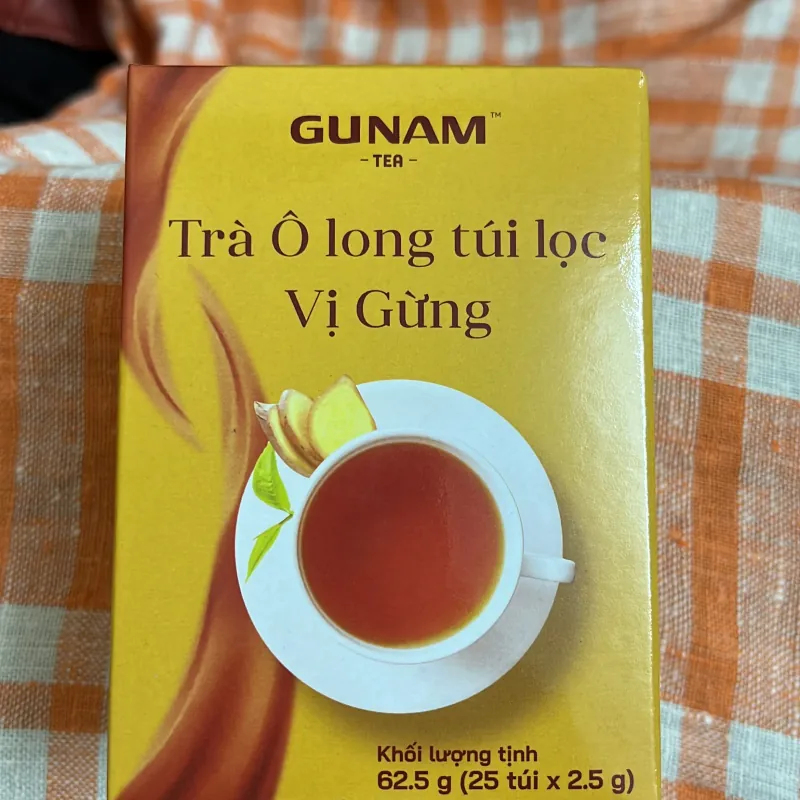 GUNAM™
- TEA -
Trà Ô long túi lọc
Vị Gừng
Khối lượng tịnh
62.5 g (25 túi x 2.5 g)